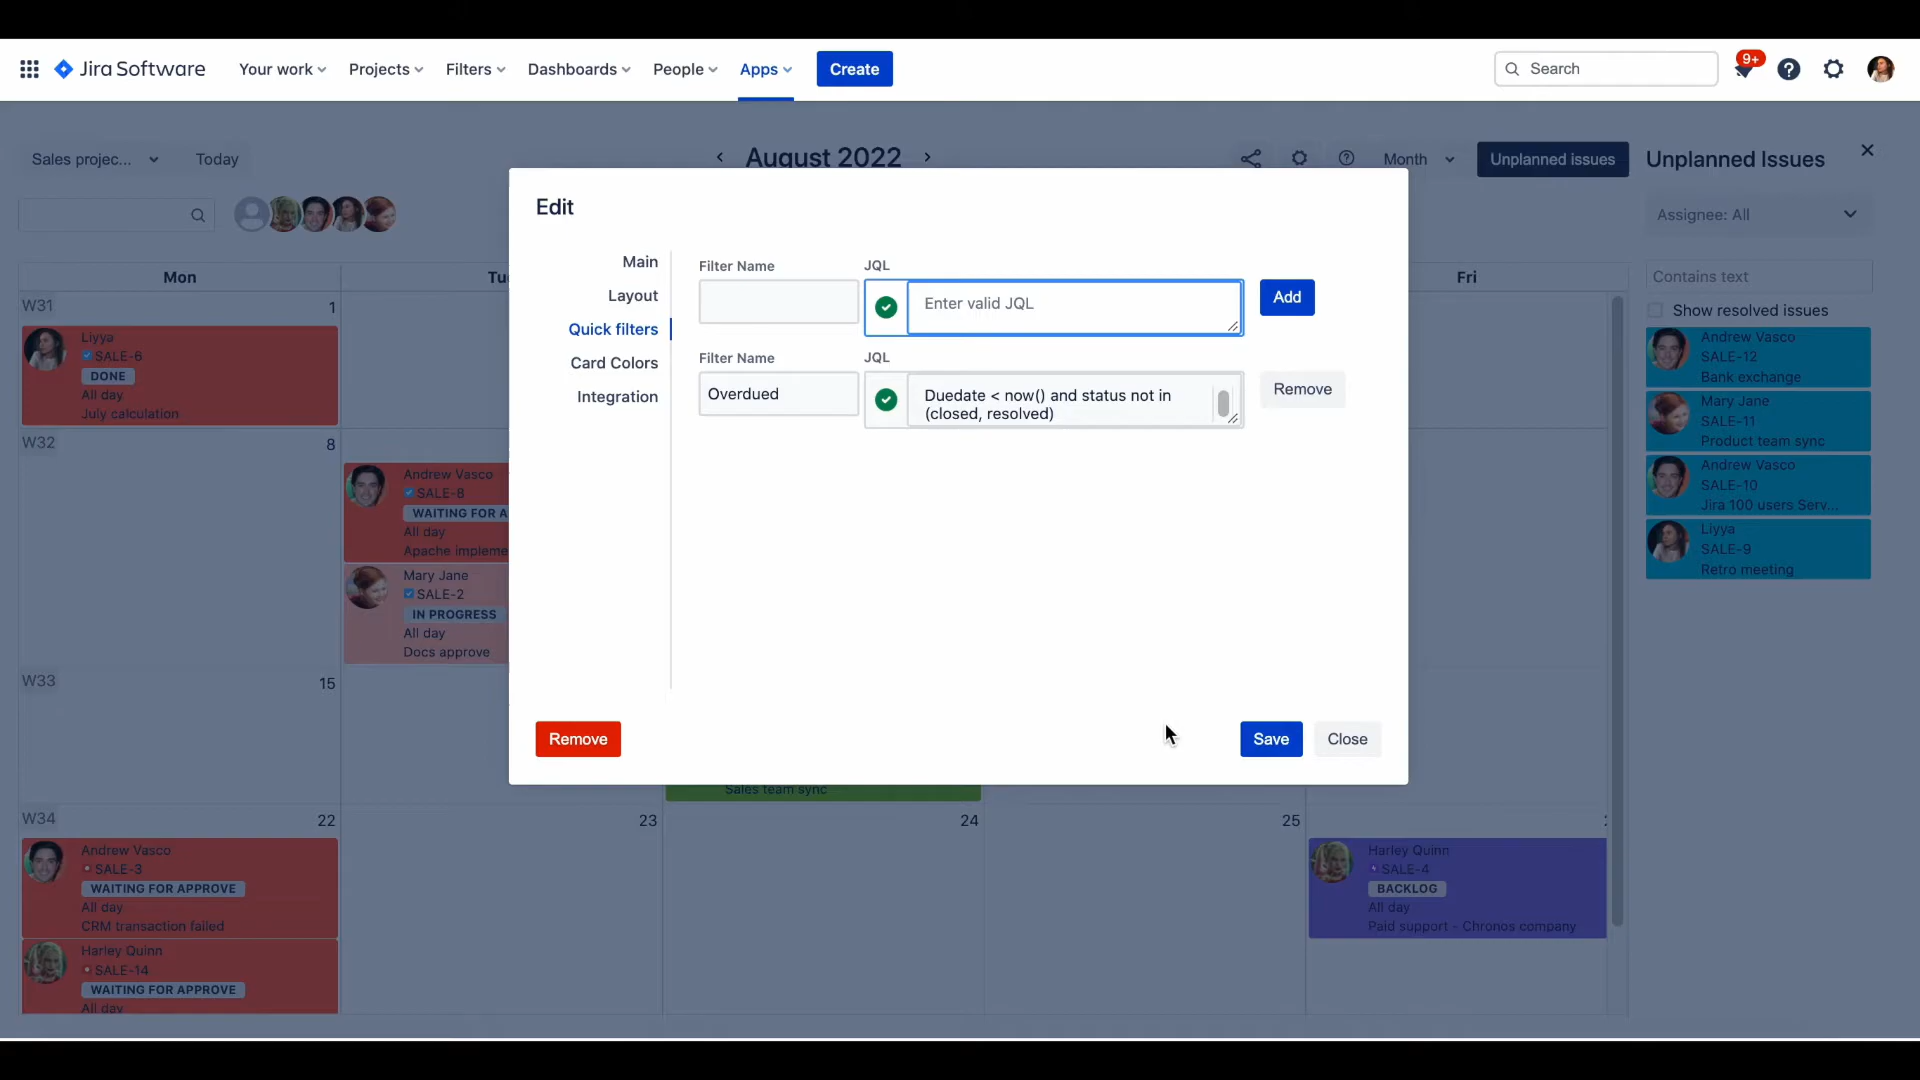 Jira Software
Your work
Projects
Filters
Dashboards
People
Apps
Create
Search
9+
Sales projec...
Today
August 2022
Month
Unplanned issues
Unplanned Issues
Assignee: All
Contains text
Show resolved issues
Andrew Vasco
SALE-12
Bank exchange
Mary Jane
SALE-11
Product team sync
Andrew Vasco
SALE-10
Jira 100 users Serv...
Liyya
SALE-9
Retro meeting
Edit
Main
Layout
Quick filters
Card Colors
Integration
Filter Name
JQL
Enter valid JQL
Add
Filter Name
JQL
Overdued
Duedate < now() and status not in
(closed, resolved)
Remove
Remove
Save
Close
Mon
Tue
Fri
W31
1
Liyya
SALE-6
DONE
All day
July calculation
W32
8
Andrew Vasco
SALE-8
WAITING FOR A
All day
Apache impleme
Mary Jane
SALE-2
IN PROGRESS
All day
Docs approve
W33
15
Sales team sync
W34
22
23
24
25
Andrew Vasco
SALE-3
WAITING FOR APPROVE
All day
CRM transaction failed
Harley Quinn
SALE-14
WAITING FOR APPROVE
All day
Harley Quinn
SALE-4
BACKLOG
All day
Paid support - Chronos company